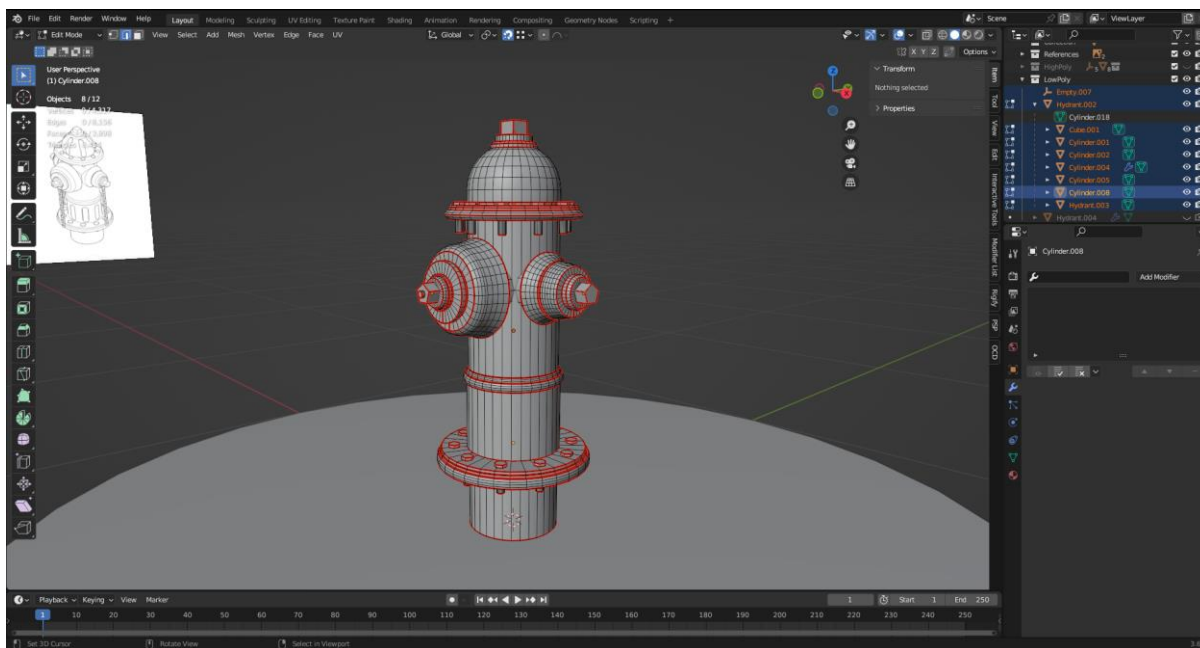 File Edit Render Window Help Layout Modeling Sculpting UV Editing Texture Paint Shading Animation Rendering Compositing Geometry Nodes Scripting + Scene ViewLayer
Edit Mode View Select Add Mesh Vertex Edge Face UV Global
X Y Z Options
User Perspective
(1) Cylinder.008
Objects 8/12
Transform
Nothing selected
Properties
Item
Tool
View
Edit
Interactive Tools
Modifier List
Rigify
PSP
OCD
Z
References
HighPoly
LowPoly
Empty.007
Hydrant.002
Cylinder.018
Cube.001
Cylinder.001
Cylinder.002
Cylinder.004
Cylinder.005
Cylinder.008
Hydrant.003
Hydrant.004
Cylinder.008
Add Modifier
Playback Keying View Marker 1 Start 1 End 250
1 10 20 30 40 50 60 70 80 90 100 110 120 130 140 150 160 170 180 190 200 210 220 230 240 250
Set 3D Cursor Rotate View Select in Viewport